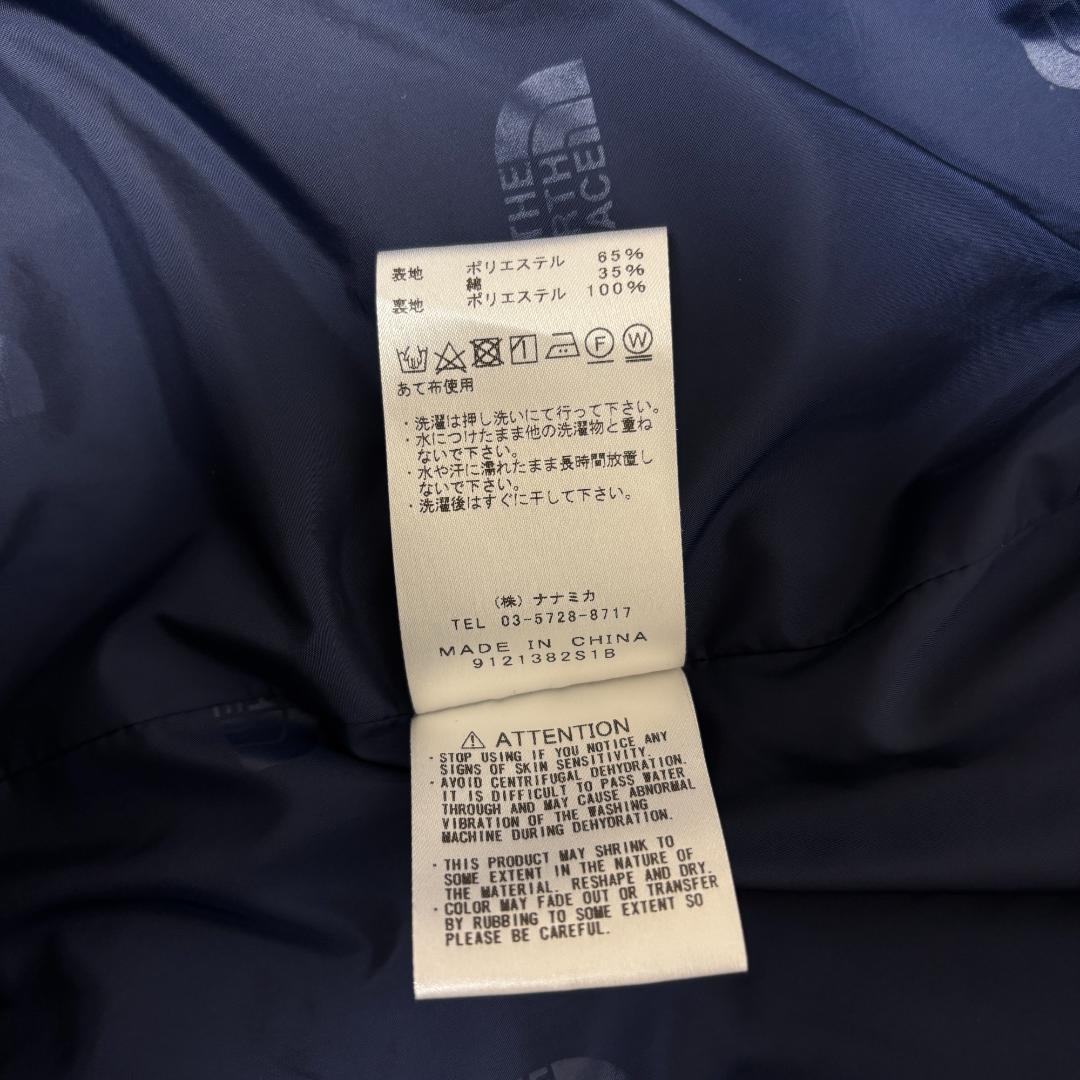 THE
NORTH
FACE
表地 ポリエステル 65%
綿 35%
裏地 ポリエステル 100%
F W
あて布使用
・洗濯は押し洗いにて行って下さい。
・水につけたまま他の洗濯物と重ね
ないで下さい。
・水や汗に濡れたまま長時間放置し
ないで下さい。
・洗濯後はすぐに干して下さい。
(株)ナナミカ
TEL 03-5728-8717
MADE IN CHINA
9121382S1B
⚠ ATTENTION
・STOP USING IF YOU NOTICE ANY
SIGNS OF SKIN SENSITIVITY.
・AVOID CENTRIFUGAL DEHYDRATION.
IT IS DIFFICULT TO PASS WATER
THROUGH AND MAY CAUSE ABNORMAL
VIBRATION OF THE WASHING
MACHINE DURING DEHYDRATION.
・THIS PRODUCT MAY SHRINK TO
SOME EXTENT IN THE NATURE OF
THE MATERIAL. RESHAPE AND DRY.
・COLOR MAY FADE OUT OR TRANSFER
BY RUBBING TO SOME EXTENT SO
PLEASE BE CAREFUL.